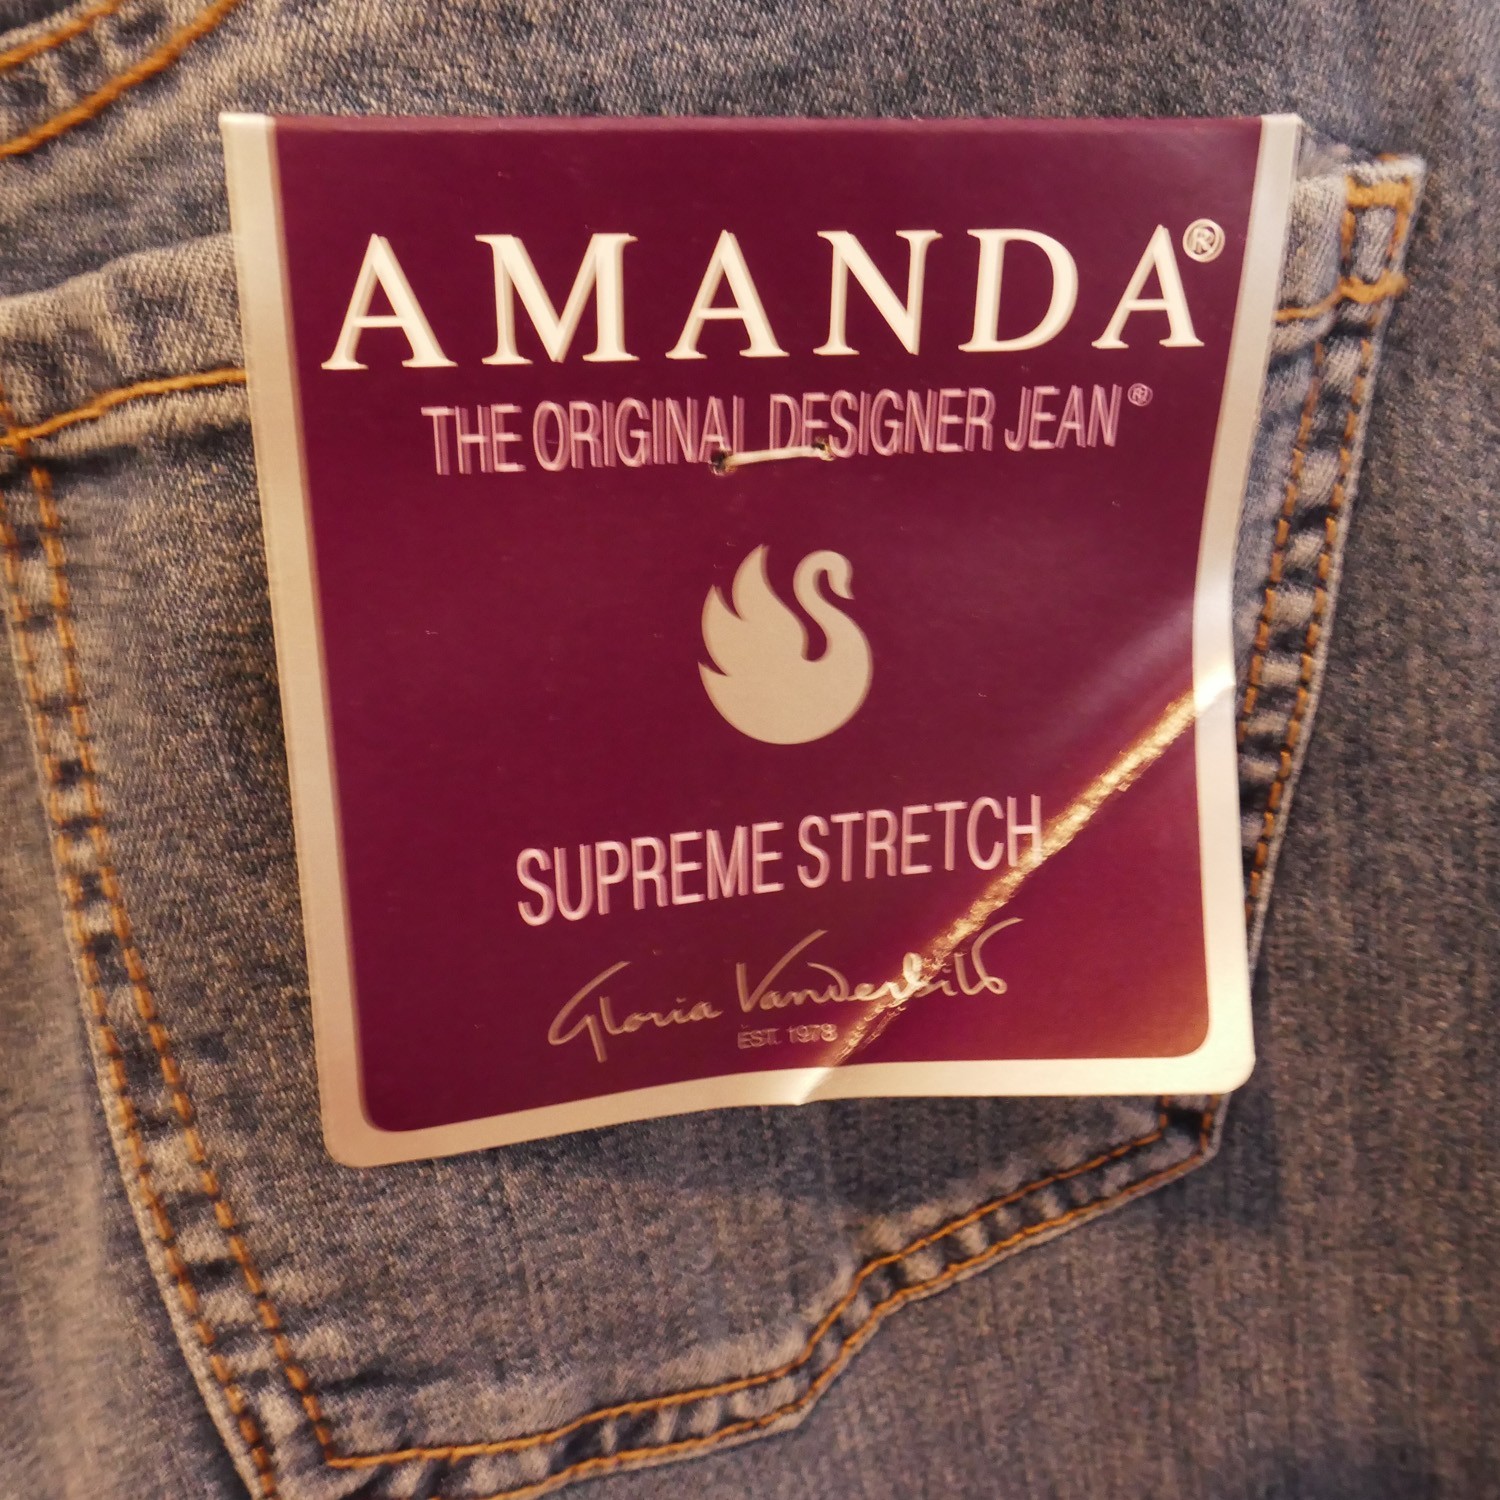 AMANDA®
THE ORIGINAL DESIGNER JEAN®
SUPREME STRETCH
Gloria Vanderbilt
EST. 1978